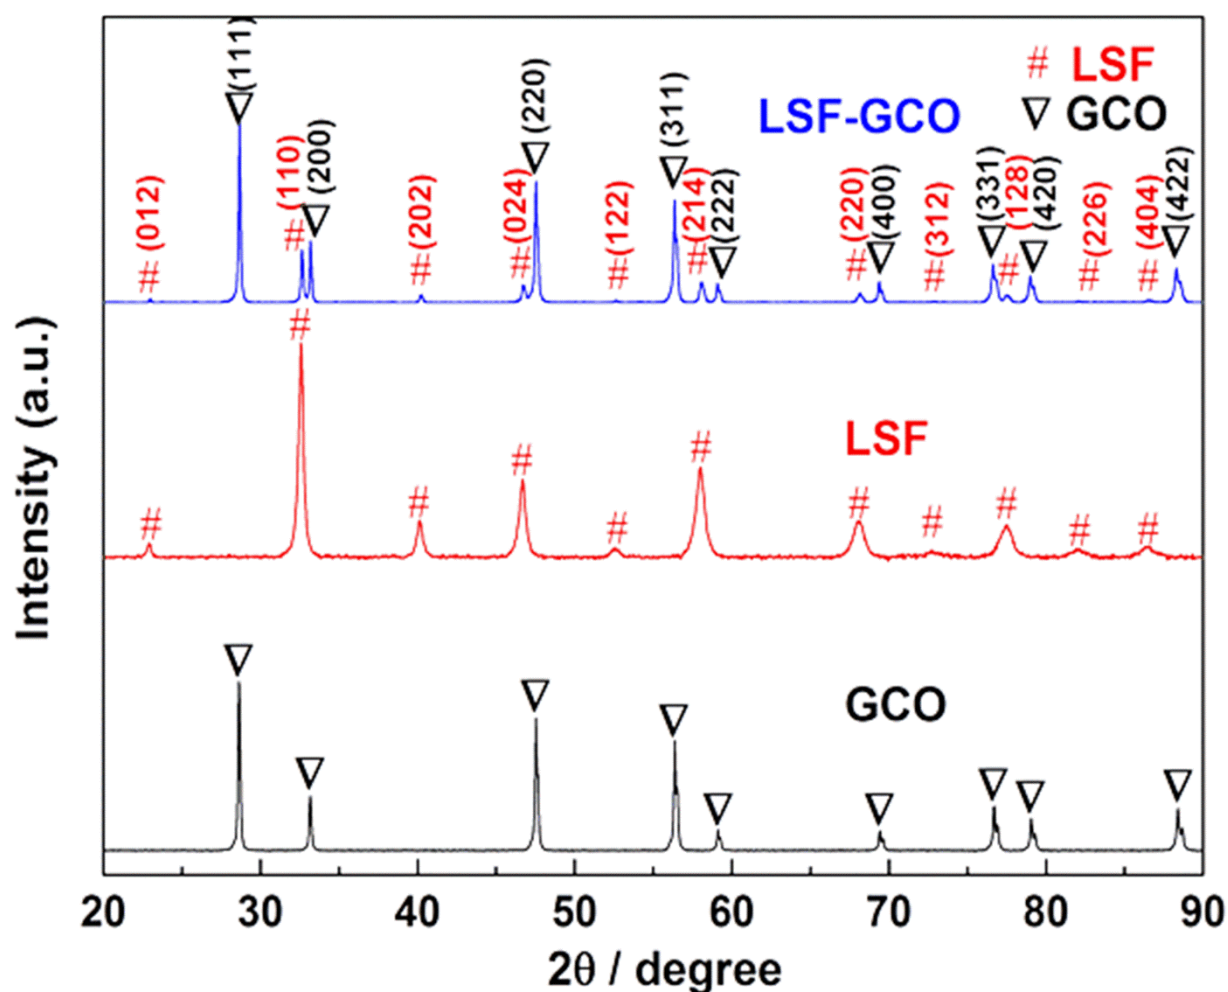 # LSF
▽ GCO
LSF-GCO
(012)
(111)
(110)
(200)
(202)
(024)
(220)
(122)
(311)
(214)
(222)
(220)
(400)
(312)
(331)
(128)
(420)
(226)
(404)
(422)
LSF
GCO
Intensity (a.u.)
20 30 40 50 60 70 80 90
2θ / degree